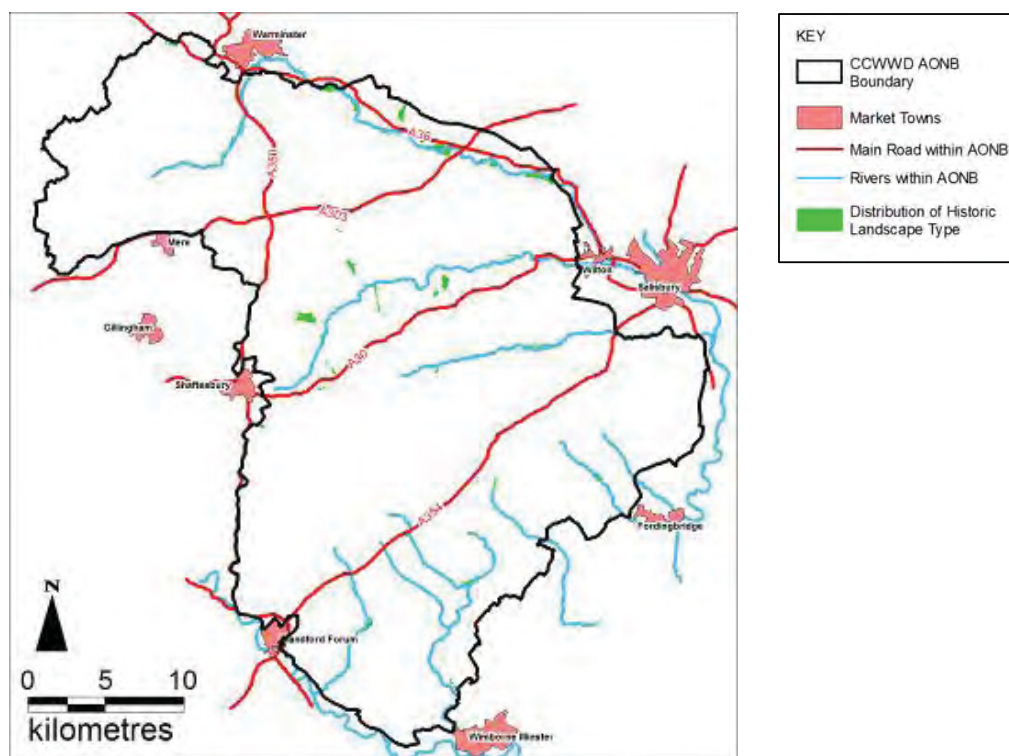 Warminster
A36
A350
A303
Mere
Wilton
Salisbury
Gillingham
A30
Shaftesbury
A354
Fordingbridge
N
landford Forum
Wimborne Minster
0 5 10
kilometres
KEY
CCWWD AONB
Boundary
Market Towns
Main Road within AONB
Rivers within AONB
Distribution of Historic
Landscape Type